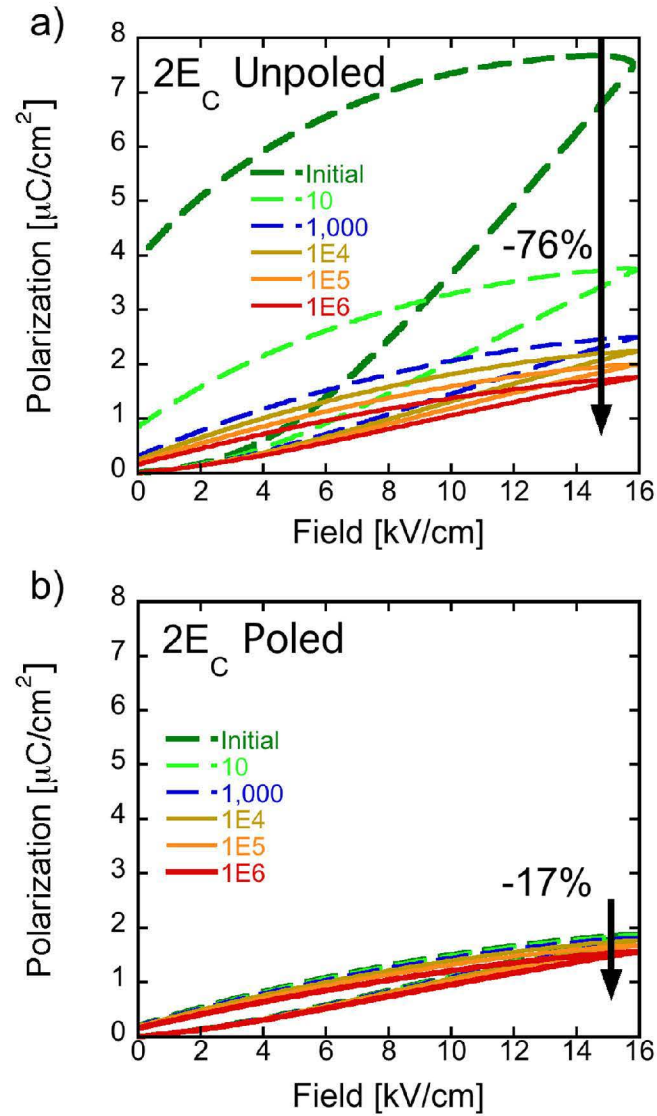 a)
8
7
6
5
4
3
2
1
0
2E_C Unpoled
Initial
10
1,000
1E4
1E5
1E6
-76%
Polarization [µC/cm²]
0 2 4 6 8 10 12 14 16
Field [kV/cm]
b)
8
7
6
5
4
3
2
1
0
2E_C Poled
Initial
10
1,000
1E4
1E5
1E6
-17%
Polarization [µC/cm²]
0 2 4 6 8 10 12 14 16
Field [kV/cm]